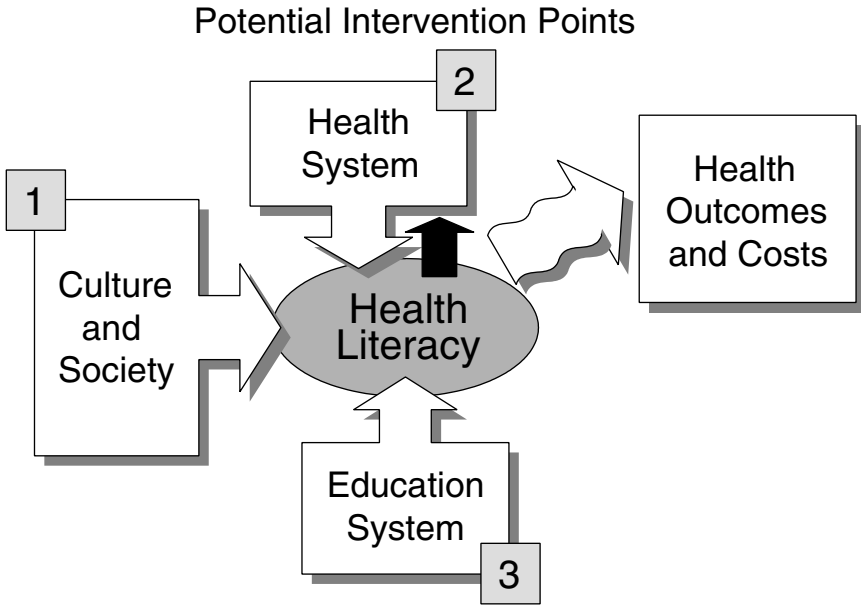 Potential Intervention Points
2
Health
System
1
Culture
and
Society
Health
Literacy
Health
Outcomes
and Costs
Education
System
3